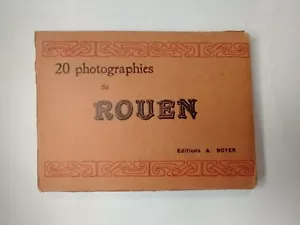 20 photographies
de
ROUEN
Editions A. BOYER